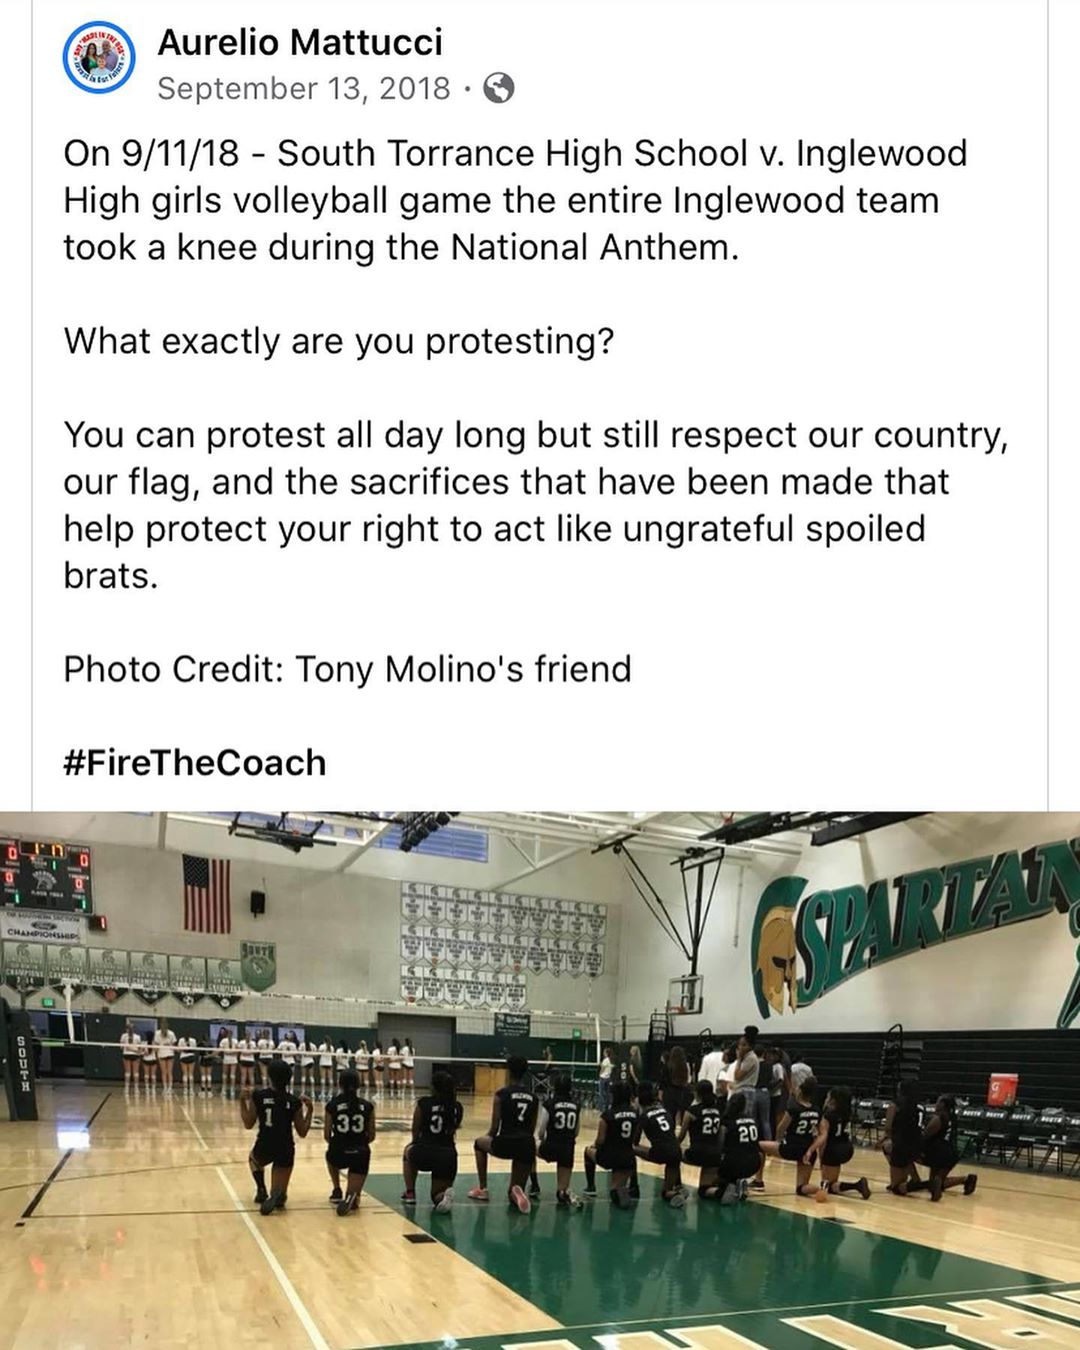 Aurelio Mattucci
September 13, 2018 ·
On 9/11/18 - South Torrance High School v. Inglewood
High girls volleyball game the entire Inglewood team
took a knee during the National Anthem.
What exactly are you protesting?
You can protest all day long but still respect our country,
our flag, and the sacrifices that have been made that
help protect your right to act like ungrateful spoiled
brats.
Photo Credit: Tony Molino's friend
#FireTheCoach
CHAMPIONSHIPS
SOUTH
SPARTAN
SOUTH
1
33
3
7
30
9
5
23
20
G